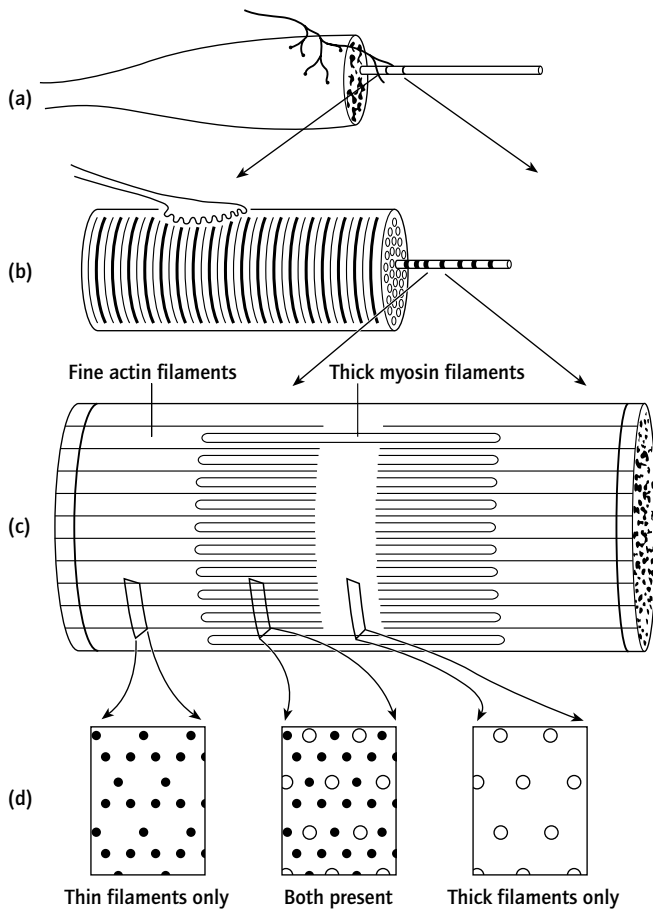 (a)
(b)
Fine actin filaments
Thick myosin filaments
(c)
(d)
Thin filaments only
Both present
Thick filaments only